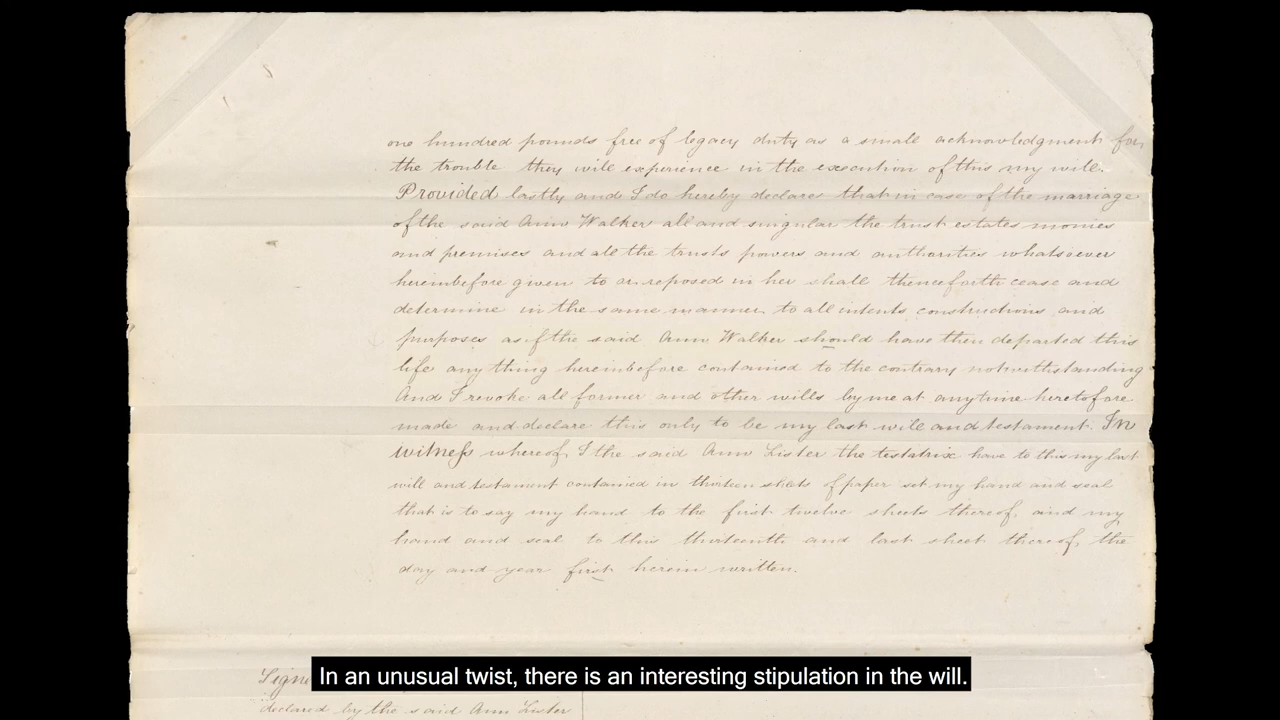 one hundred pounds free of legacy duty as a small acknowledgment for
the trouble they will experience in the execution of this my will.
Provided lastly and I do hereby declare that in case of the marriage
of the said Ann Walker all and singular the trust estates monies
and premises and all the trusts powers and authorities whatsoever
hereinbefore given to or reposed in her shall thenceforth cease and
determine in the same manner to all intents constructions and
purposes as if the said Ann Walker should have then departed this
life any thing hereinbefore contained to the contrary notwithstanding
And I revoke all former and other wills by me at any time heretofore
made and declare this only to be my last will and testament. In
witness whereof I the said Ann Lister the testatrix have to this my last
will and testament contained in thirteen sheets of paper set my hand and seal
that is to say my hand to the first twelve sheets thereof and my
hand and seal to this thirteenth and last sheet thereof the
day and year first herein written.
In an unusual twist, there is an interesting stipulation in the will.
declared by the said Ann Lister